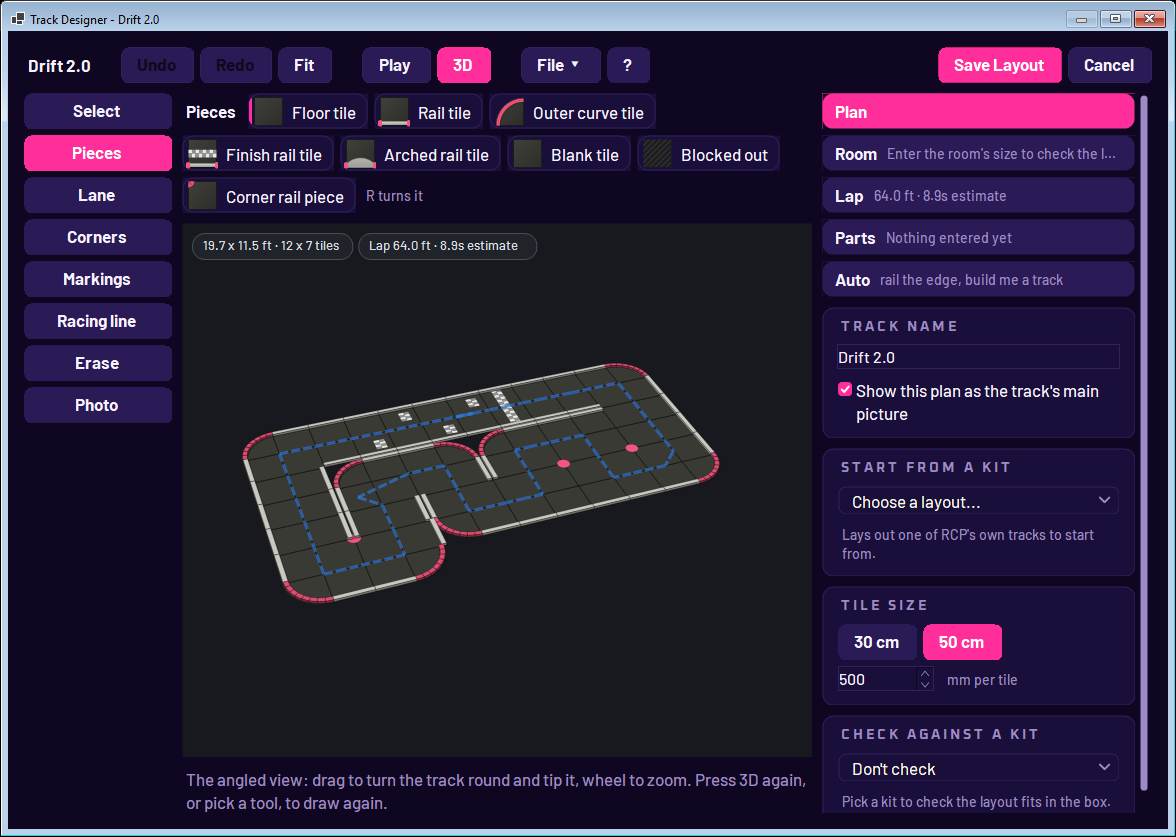 Track Designer - Drift 2.0
Drift 2.0
Undo
Redo
Fit
Play
3D
File
?
Save Layout
Cancel
Select
Pieces
Lane
Corners
Markings
Racing line
Erase
Photo
Pieces
Floor tile
Rail tile
Outer curve tile
Finish rail tile
Arched rail tile
Blank tile
Blocked out
Corner rail piece
R turns it
19.7 x 11.5 ft · 12 x 7 tiles
Lap 64.0 ft · 8.9s estimate
The angled view: drag to turn the track round and tip it, wheel to zoom. Press 3D again,
or pick a tool, to draw again.
Plan
Room Enter the room's size to check the l...
Lap 64.0 ft · 8.9s estimate
Parts Nothing entered yet
Auto rail the edge, build me a track
TRACK NAME
Drift 2.0
Show this plan as the track's main
picture
START FROM A KIT
Choose a layout...
Lays out one of RCP's own tracks to start
from.
TILE SIZE
30 cm
50 cm
500
mm per tile
CHECK AGAINST A KIT
Don't check
Pick a kit to check the layout fits in the box.